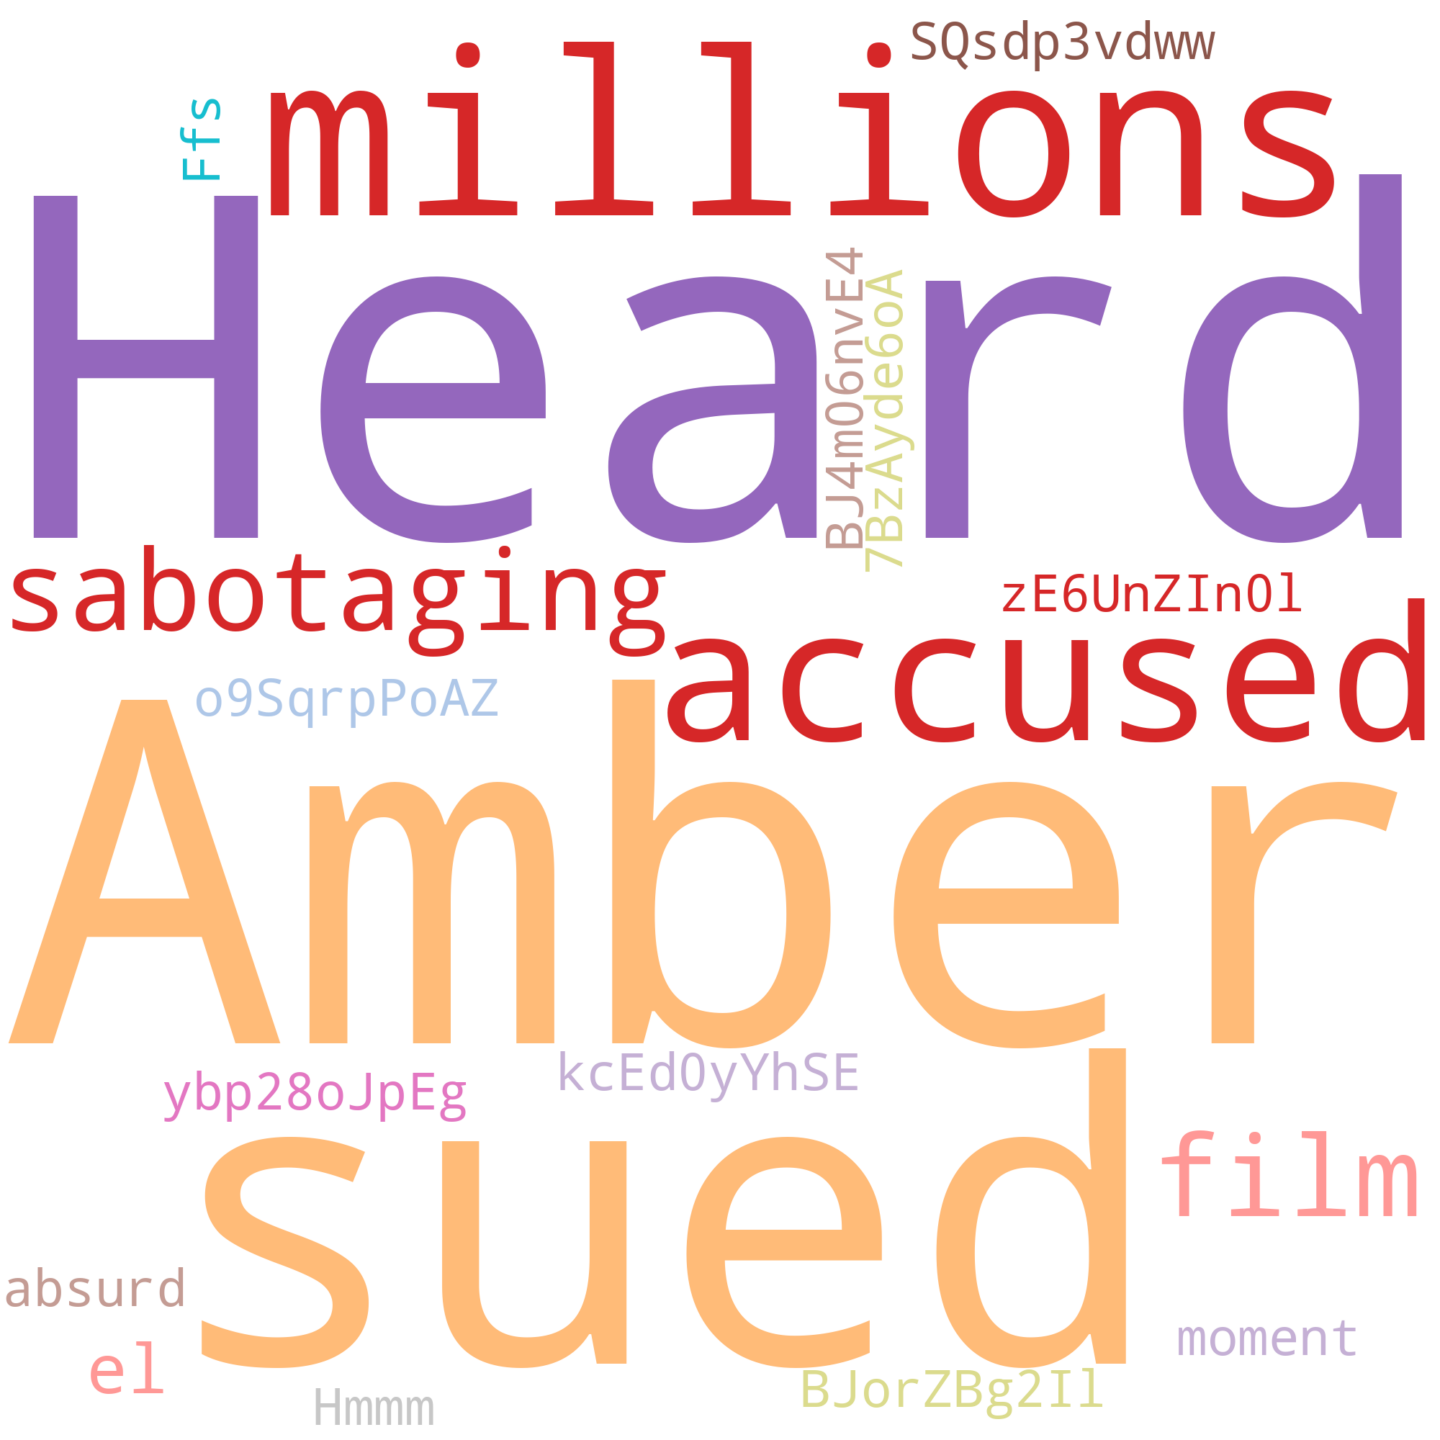 SQsdp3vdww
millions
Ffs
Heard
BJ4mO6nvE4
7BzAyde6oA
sabotaging
zE6UnZIn0l
accused
o9SqrpPoAZ
Amber
kcEd0yYhSE
ybp28oJpEg
sued
film
absurd
moment
el
BJorZBg2Il
Hmmm